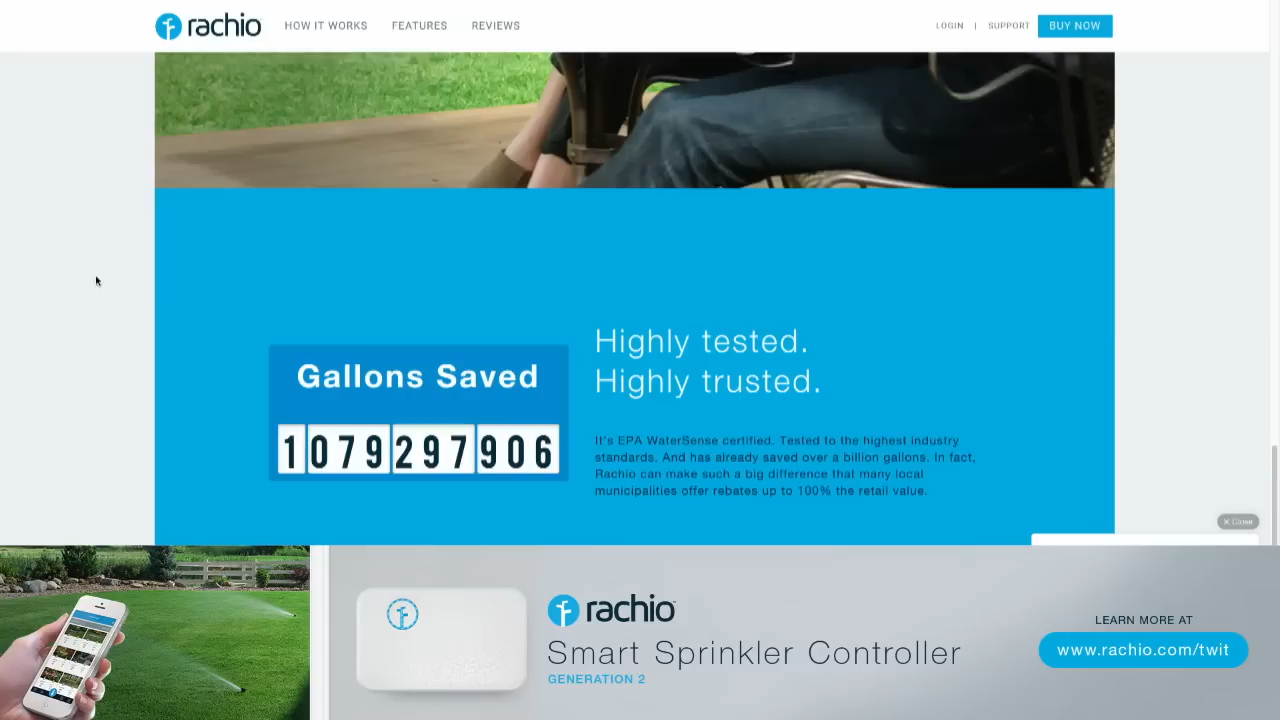 rachio
HOW IT WORKS
FEATURES
REVIEWS
LOGIN | SUPPORT
BUY NOW
Gallons Saved
1079297906
Highly tested.
Highly trusted.
It's EPA WaterSense certified. Tested to the highest industry
standards. And has already saved over a billion gallons. In fact,
Rachio can make such a big difference that many local
municipalities offer rebates up to 100% the retail value.
× Close
rachio
Smart Sprinkler Controller
GENERATION 2
LEARN MORE AT
www.rachio.com/twit